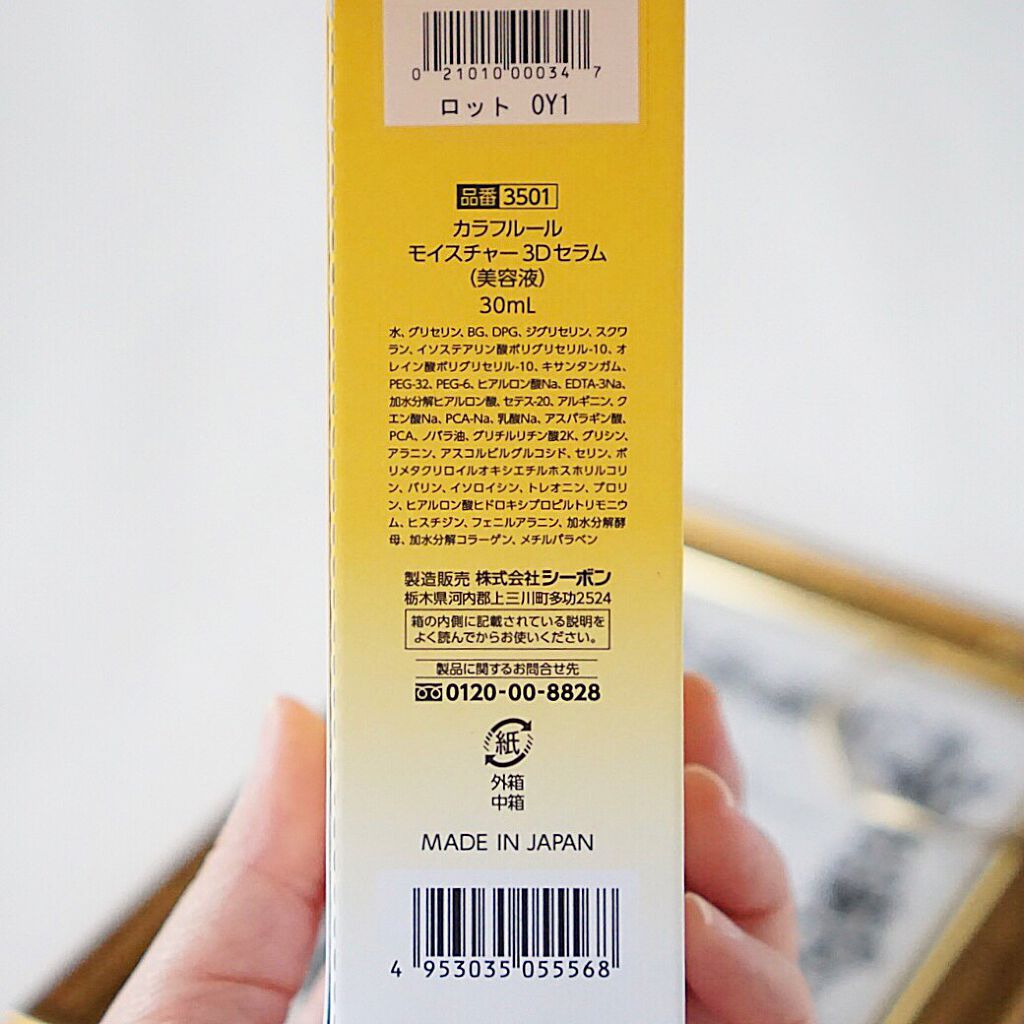 0 21010 00034 7
ロット 0Y1
品番 3501
カラフルール
モイスチャー 3Dセラム
(美容液)
30mL
水、グリセリン、BG、DPG、ジグリセリン、スクワ
ラン、イソステアリン酸ポリグリセリル-10、オ
レイン酸ポリグリセリル-10、キサンタンガム、
PEG-32、PEG-6、ヒアルロン酸Na、EDTA-3Na、
加水分解ヒアルロン酸、セテス-20、アルギニン、ク
エン酸Na、PCA-Na、乳酸Na、アスパラギン酸、
PCA、ノバラ油、グリチルリチン酸2K、グリシン、
アラニン、アスコルビルグルコシド、セリン、ポ
リメタクリロイルオキシエチルホスホリルコリ
ン、バリン、イソロイシン、トレオニン、プロリ
ン、ヒアルロン酸ヒドロキシプロピルトリモニウ
ム、ヒスチジン、フェニルアラニン、加水分解酵
母、加水分解コラーゲン、メチルパラベン
製造販売 株式会社シーボン
栃木県河内郡上三川町多功2524
箱の内側に記載されている説明を
よく読んでからお使いください。
製品に関するお問合せ先
0120-00-8828
紙
外箱
中箱
MADE IN JAPAN
4 953035 055568